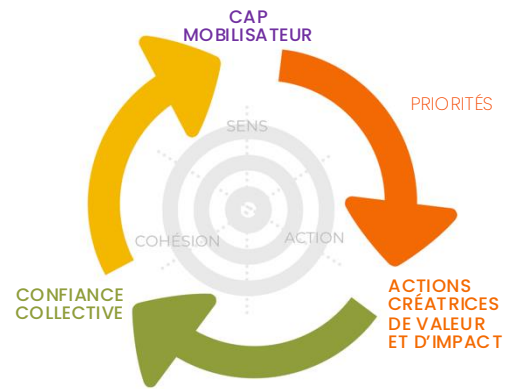 CAP
MOBILISATEUR
PRIORITÉS
SENS
COHÉSION
ACTION
ACTIONS
CRÉATRICES
DE VALEUR
ET D'IMPACT
CONFIANCE
COLLECTIVE